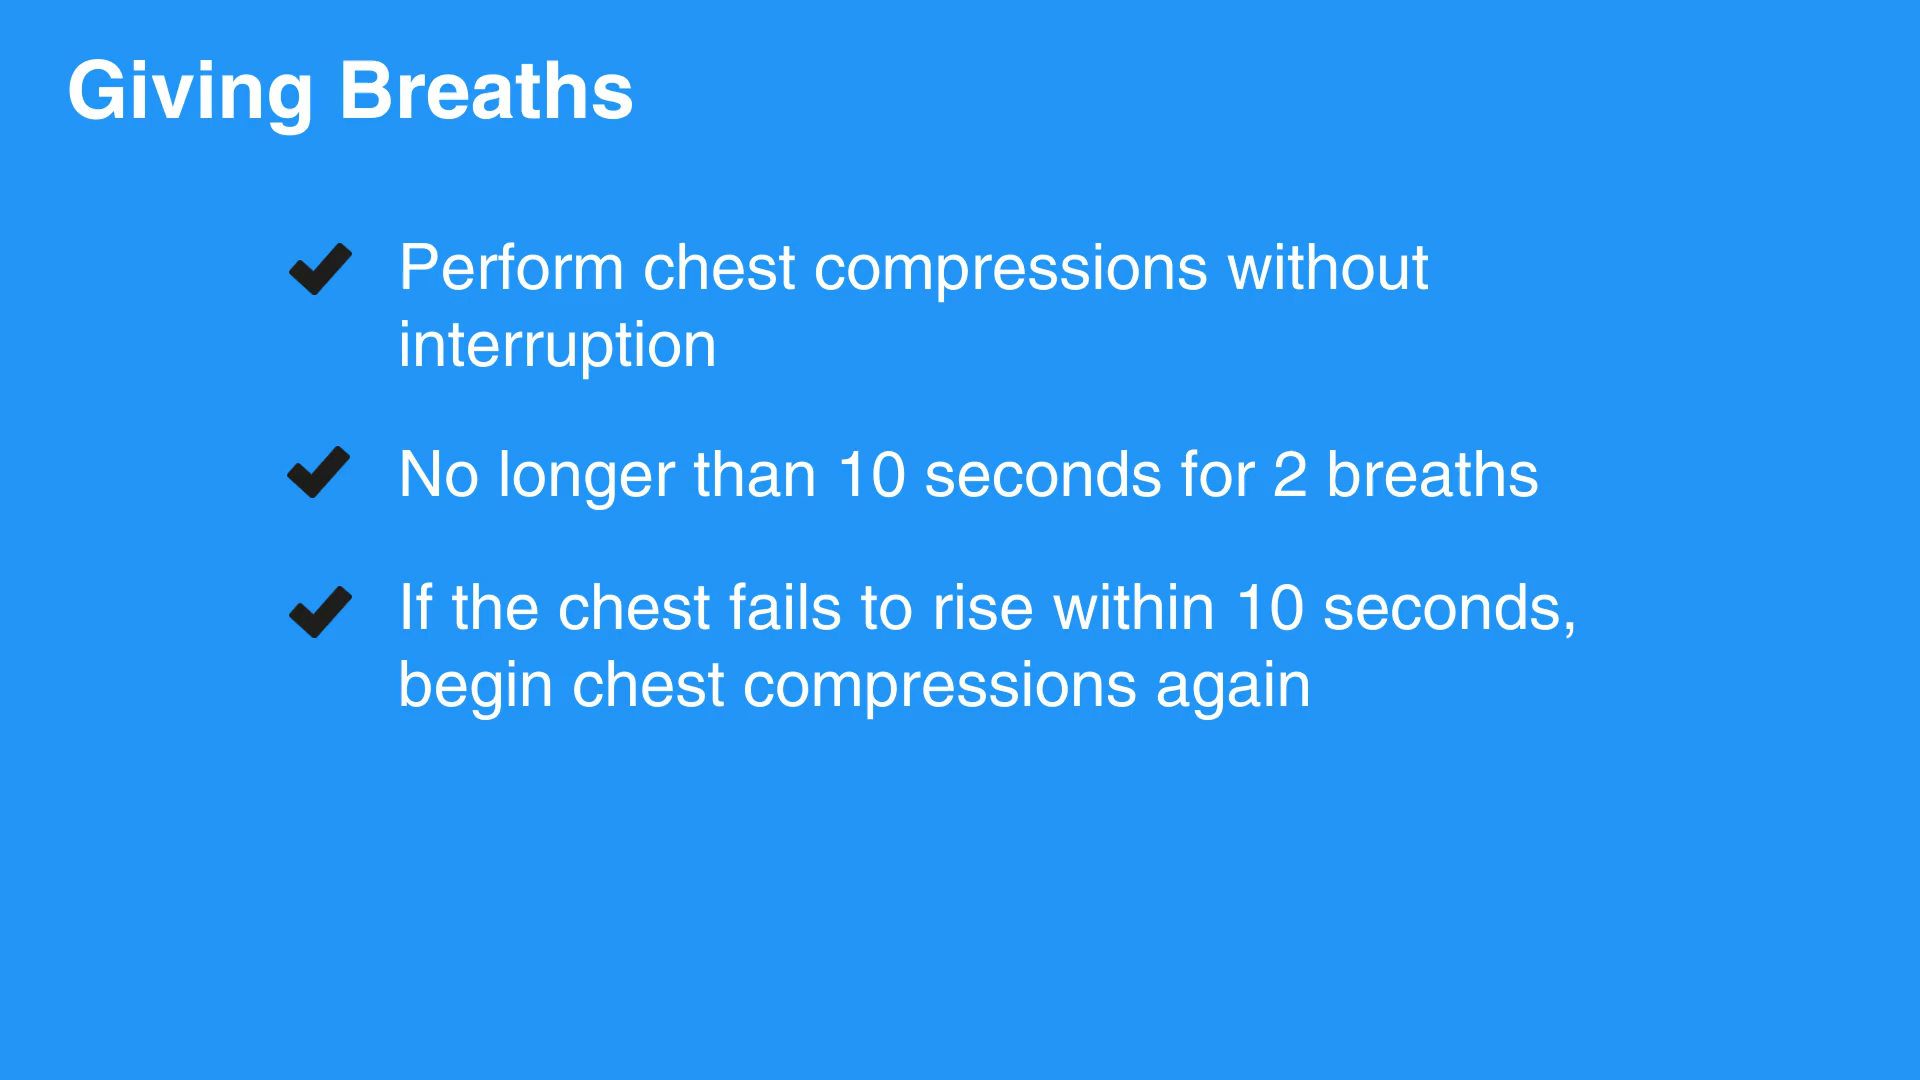 Giving Breaths
Perform chest compressions without
interruption
No longer than 10 seconds for 2 breaths
If the chest fails to rise within 10 seconds,
begin chest compressions again